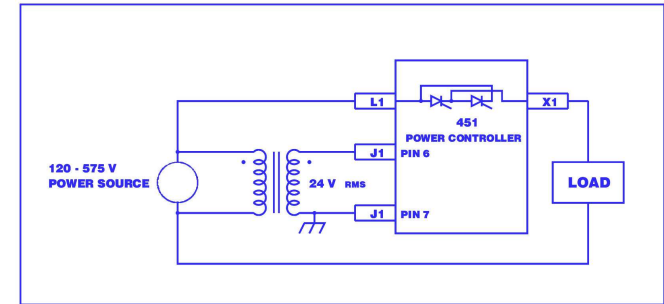 L1
X1
451
POWER CONTROLLER
J1 PIN 6
120 - 575 V
POWER SOURCE
24 V RMS
LOAD
J1 PIN 7